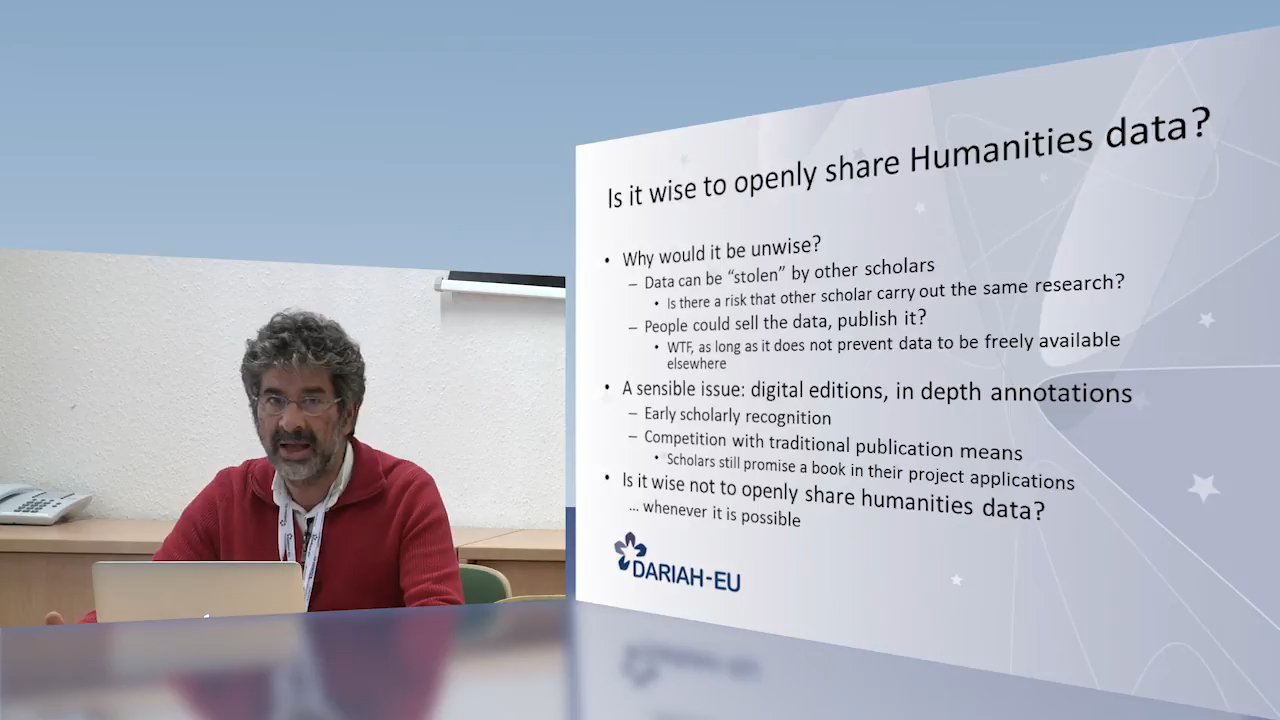 Is it wise to openly share Humanities data?
• Why would it be unwise?
– Data can be “stolen” by other scholars
• Is there a risk that other scholar carry out the same research?
– People could sell the data, publish it?
• WTF, as long as it does not prevent data to be freely available
elsewhere
• A sensible issue: digital editions, in depth annotations
– Early scholarly recognition
– Competition with traditional publication means
• Scholars still promise a book in their project applications
• Is it wise not to openly share humanities data?
... whenever it is possible
DARIAH-EU